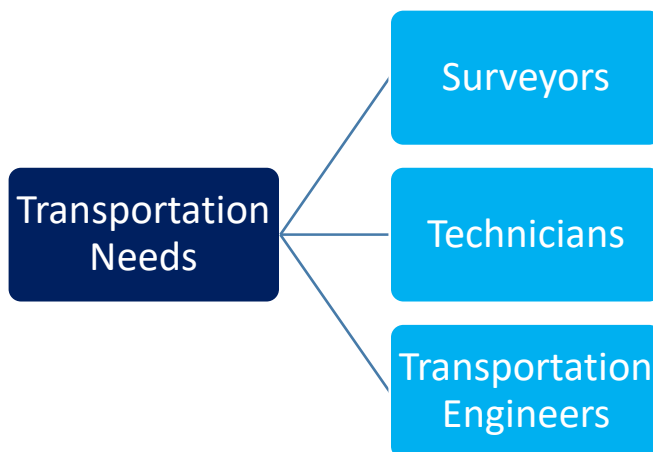 Surveyors
Transportation
Needs
Technicians
Transportation
Engineers